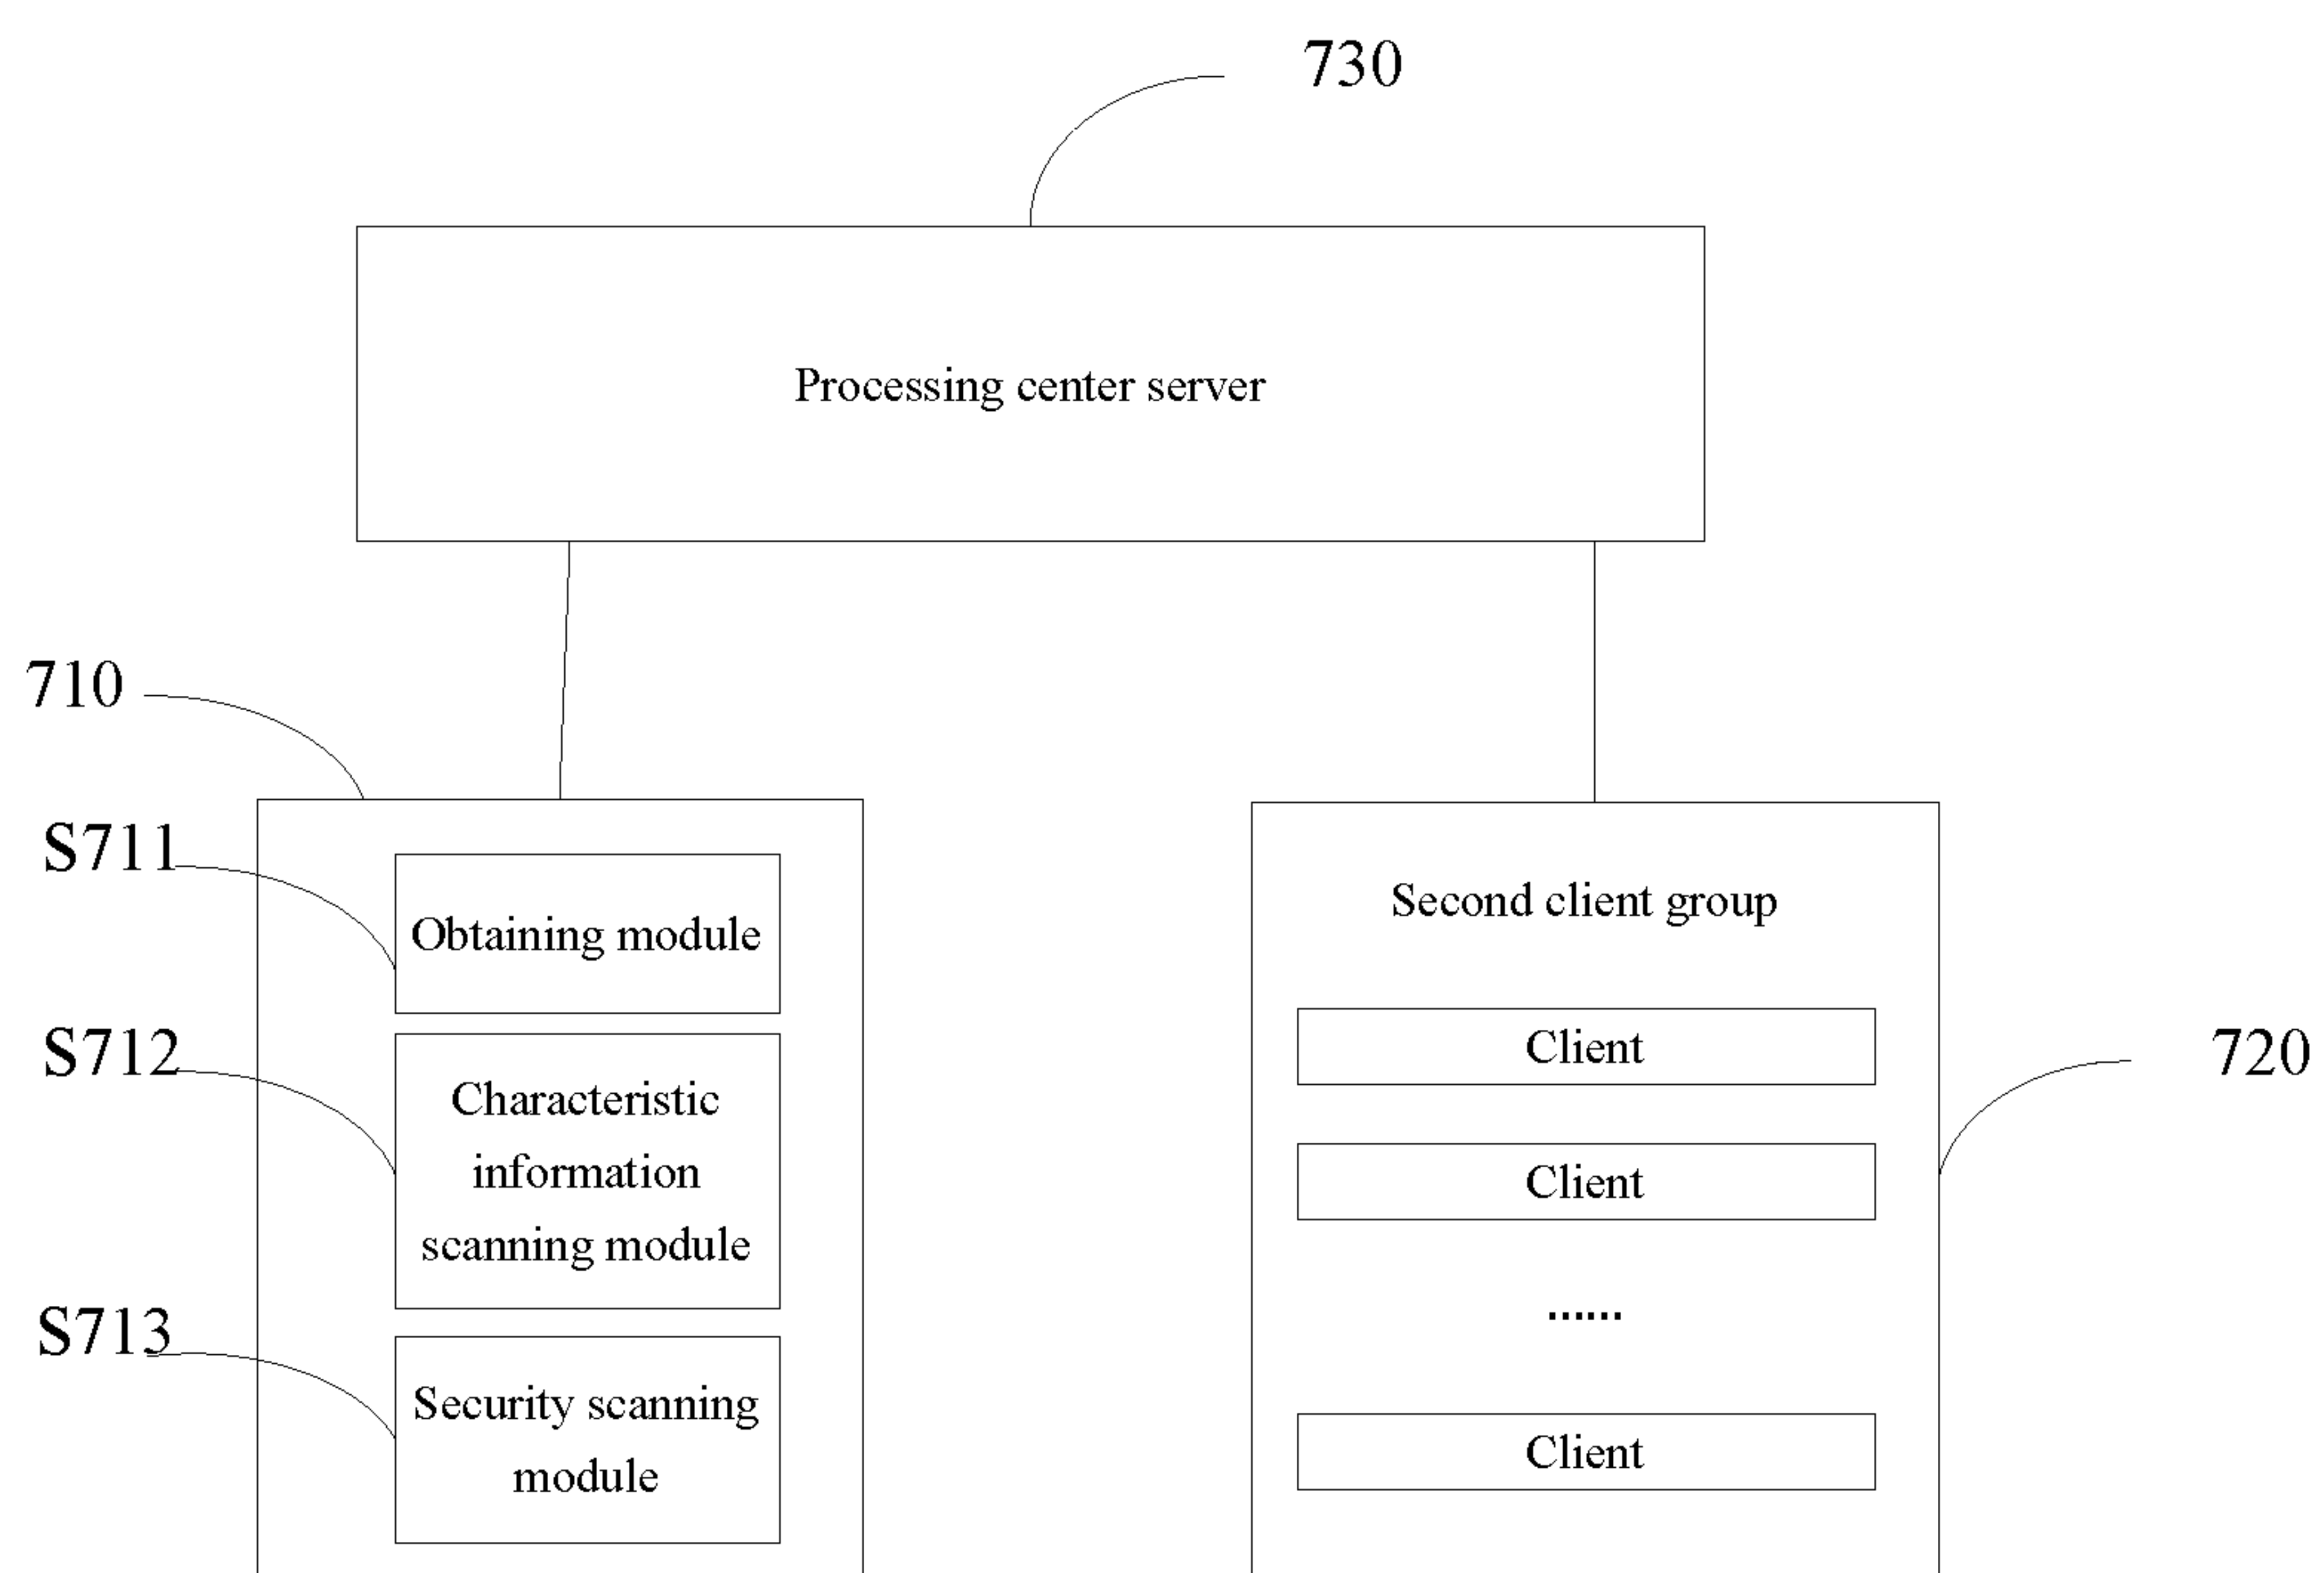 730
Processing center server
710
S711
Obtaining module
S712
Characteristic
information
scanning module
S713
Security scanning
module
Second client group
Client
Client
......
Client
720